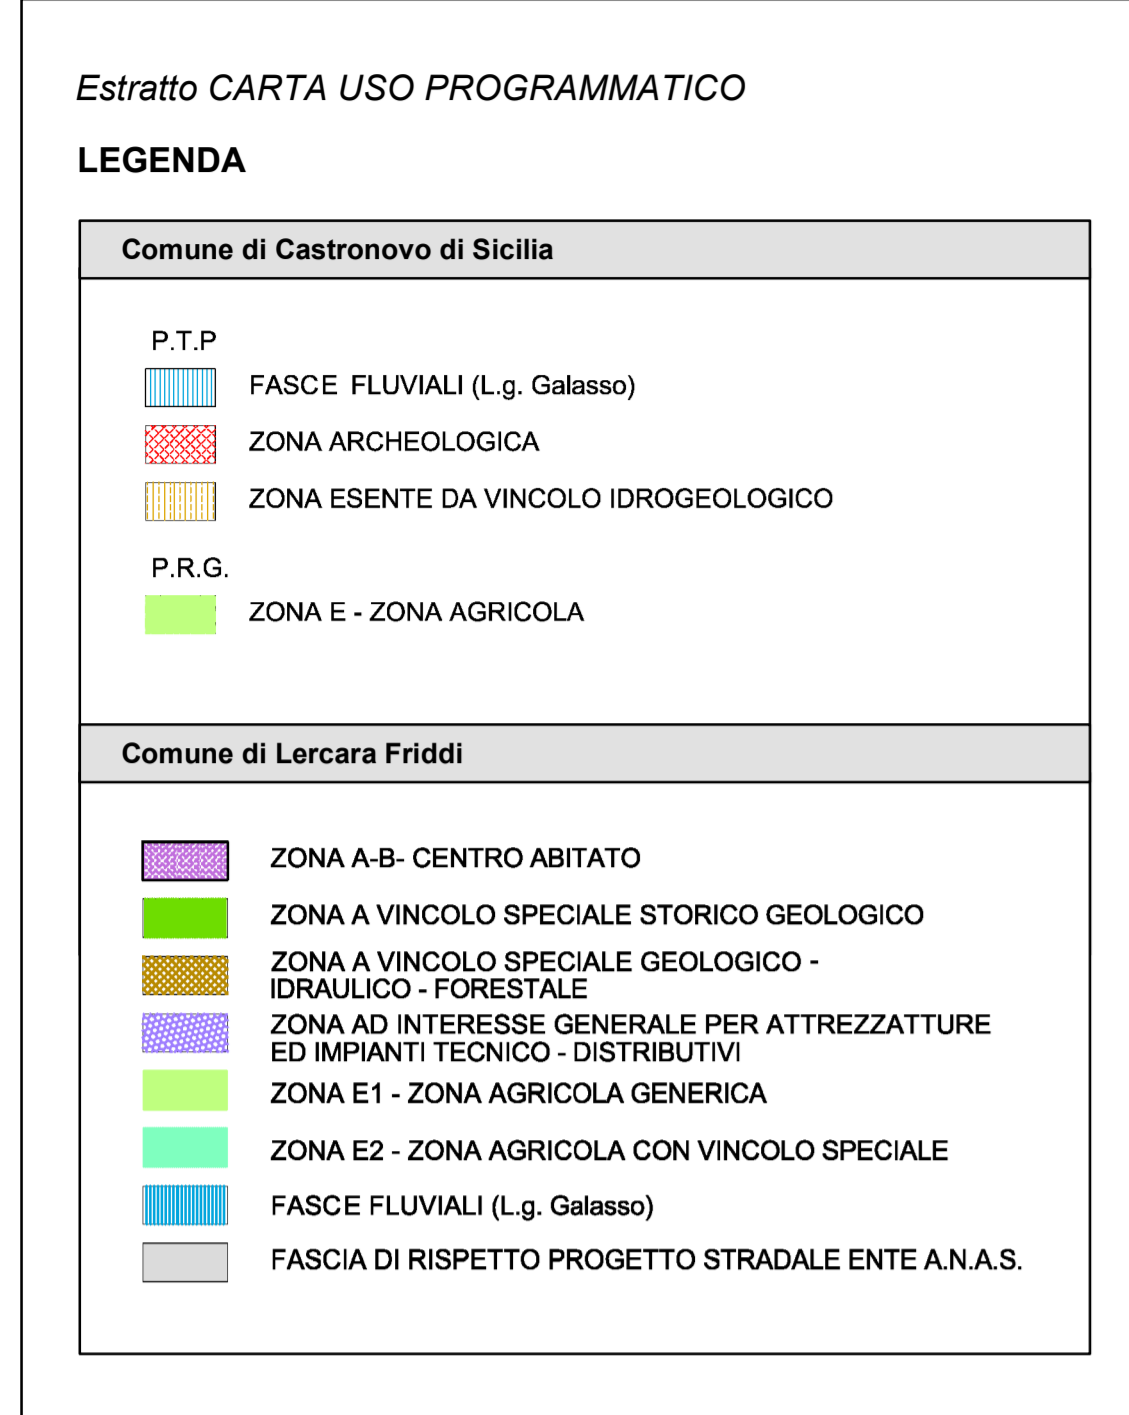 Estratto CARTA USO PROGRAMMATICO
LEGENDA
Comune di Castronovo di Sicilia
P.T.P
FASCE FLUVIALI (L.g. Galasso)
ZONA ARCHEOLOGICA
ZONA ESENTE DA VINCOLO IDROGEOLOGICO
P.R.G.
ZONA E - ZONA AGRICOLA
Comune di Lercara Friddi
ZONA A-B- CENTRO ABITATO
ZONA A VINCOLO SPECIALE STORICO GEOLOGICO
ZONA A VINCOLO SPECIALE GEOLOGICO -
IDRAULICO - FORESTALE
ZONA AD INTERESSE GENERALE PER ATTREZZATURE
ED IMPIANTI TECNICO - DISTRIBUTIVI
ZONA E1 - ZONA AGRICOLA GENERICA
ZONA E2 - ZONA AGRICOLA CON VINCOLO SPECIALE
FASCE FLUVIALI (L.g. Galasso)
FASCIA DI RISPETTO PROGETTO STRADALE ENTE A.N.A.S.